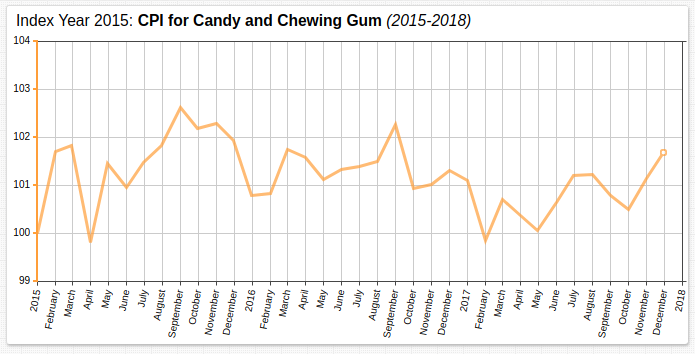 Index Year 2015: CPI for Candy and Chewing Gum (2015-2018)
104
103
102
101
100
99
2015
February
March
April
May
June
July
August
September
October
November
December
2016
February
March
April
May
June
July
August
September
October
November
December
2017
February
March
April
May
June
July
August
September
October
November
December
2018